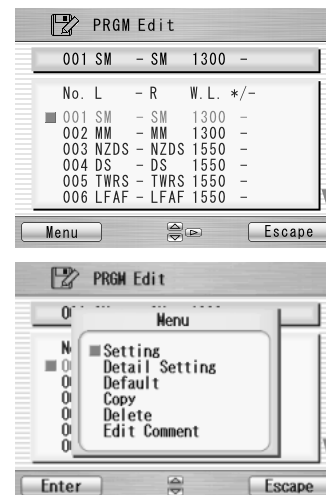 PRGM Edit
001 SM - SM 1300 -
No. L - R W.L. */-
001 SM - SM 1300 -
002 MM - MM 1300 -
003 NZDS - NZDS 1550 -
004 DS - DS 1550 -
005 TWRS - TWRS 1550 -
006 LFAF - LFAF 1550 -
Menu Escape
PRGM Edit
Menu
Setting
Detail Setting
Default
Copy
Delete
Edit Comment
Enter Escape